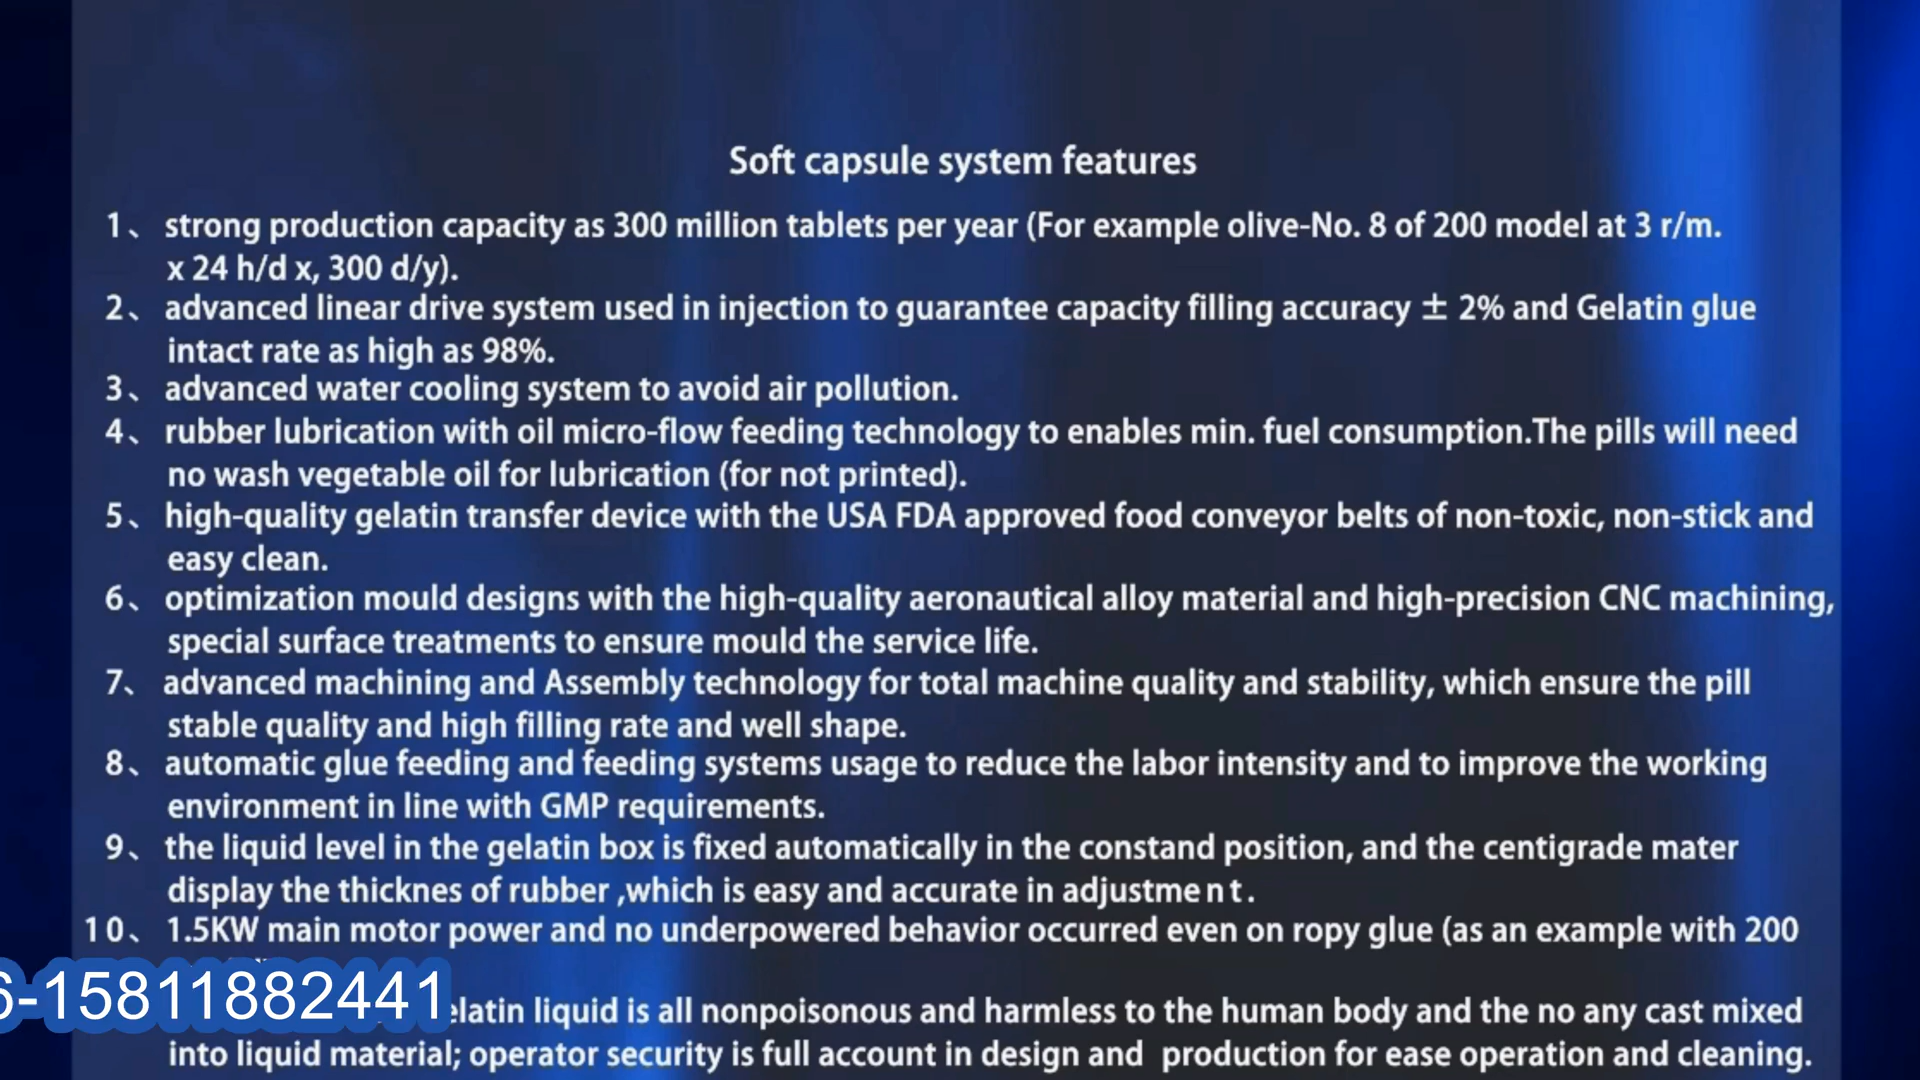 Soft capsule system features
1、 strong production capacity as 300 million tablets per year (For example olive-No. 8 of 200 model at 3 r/m.
x 24 h/d x, 300 d/y).
2、 advanced linear drive system used in injection to guarantee capacity filling accuracy ± 2% and Gelatin glue
intact rate as high as 98%.
3、 advanced water cooling system to avoid air pollution.
4、 rubber lubrication with oil micro-flow feeding technology to enables min. fuel consumption.The pills will need
no wash vegetable oil for lubrication (for not printed).
5、 high-quality gelatin transfer device with the USA FDA approved food conveyor belts of non-toxic, non-stick and
easy clean.
6、 optimization mould designs with the high-quality aeronautical alloy material and high-precision CNC machining,
special surface treatments to ensure mould the service life.
7、 advanced machining and Assembly technology for total machine quality and stability, which ensure the pill
stable quality and high filling rate and well shape.
8、 automatic glue feeding and feeding systems usage to reduce the labor intensity and to improve the working
environment in line with GMP requirements.
9、 the liquid level in the gelatin box is fixed automatically in the constand position, and the centigrade mater
display the thicknes of rubber ,which is easy and accurate in adjustment.
10、 1.5KW main motor power and no underpowered behavior occurred even on ropy glue (as an example with 200
6-15811882441
elatin liquid is all nonpoisonous and harmless to the human body and the no any cast mixed
into liquid material; operator security is full account in design and production for ease operation and cleaning.